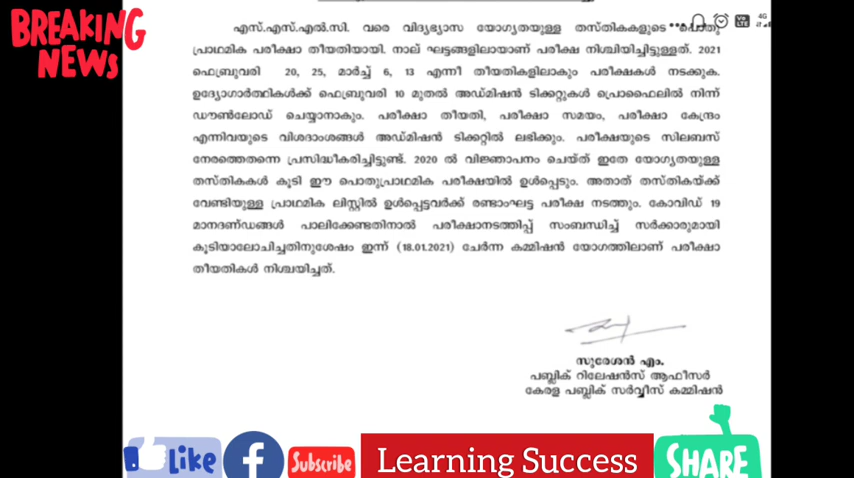 BREAKING
NEWS
VoLTE 4G
എസ്.എസ്.എൽ.സി. വരെ വിദ്യഭ്യാസ യോഗ്യതയുള്ള തസ്തികകളുടെ പൊതു
പ്രാഥമിക പരീക്ഷാ തീയതിയായി. നാല് ഘട്ടങ്ങളിലായാണ് പരീക്ഷ നിശ്ചിയിച്ചിട്ടുള്ളത്. 2021
ഫെബ്രുവരി 20, 25, മാർച്ച് 6, 13 എന്നീ തീയതികളിലാകും പരീക്ഷകൾ നടക്കുക.
ഉദ്യോഗാർത്ഥികൾക്ക് ഫെബ്രുവരി 10 മുതൽ അഡ്മിഷൻ ടിക്കറ്റുകൾ പ്രൊഫൈലിൽ നിന്ന്
ഡൗൺലോഡ് ചെയ്യാനാകും. പരീക്ഷാ തീയതി, പരീക്ഷാ സമയം, പരീക്ഷാ കേന്ദ്രം
എന്നിവയുടെ വിശദാംശങ്ങൾ അഡ്മിഷൻ ടിക്കറ്റിൽ ലഭിക്കും. പരീക്ഷയുടെ സിലബസ്
നേരത്തെതന്നെ പ്രസിദ്ധീകരിച്ചിട്ടുണ്ട്. 2020 ൽ വിജ്ഞാപനം ചെയ്ത് ഇതേ യോഗ്യതയുള്ള
തസ്തികകൾ കൂടി ഈ പൊതുപ്രാഥമിക പരീക്ഷയിൽ ഉൾപ്പെടും. അതാത് തസ്തികയ്ക്ക്
വേണ്ടിയുള്ള പ്രാഥമിക ലിസ്റ്റിൽ ഉൾപ്പെട്ടവർക്ക് രണ്ടാംഘട്ട പരീക്ഷ നടത്തും. കോവിഡ് 19
മാനദണ്ഡങ്ങൾ പാലിക്കേണ്ടതിനാൽ പരീക്ഷാനടത്തിപ്പ് സംബന്ധിച്ച് സർക്കാരുമായി
കൂടിയാലോചിച്ചതിനുശേഷം ഇന്ന് (18.01.2021) ചേർന്ന കമ്മിഷൻ യോഗത്തിലാണ് പരീക്ഷാ
തീയതികൾ നിശ്ചയിച്ചത്.
സുരേശൻ എം.
പബ്ലിക് റിലേഷൻസ് ആഫീസർ
കേരള പബ്ലിക് സർവ്വീസ് കമ്മിഷൻ
Like
f
Subscribe
Learning Success
SHARE